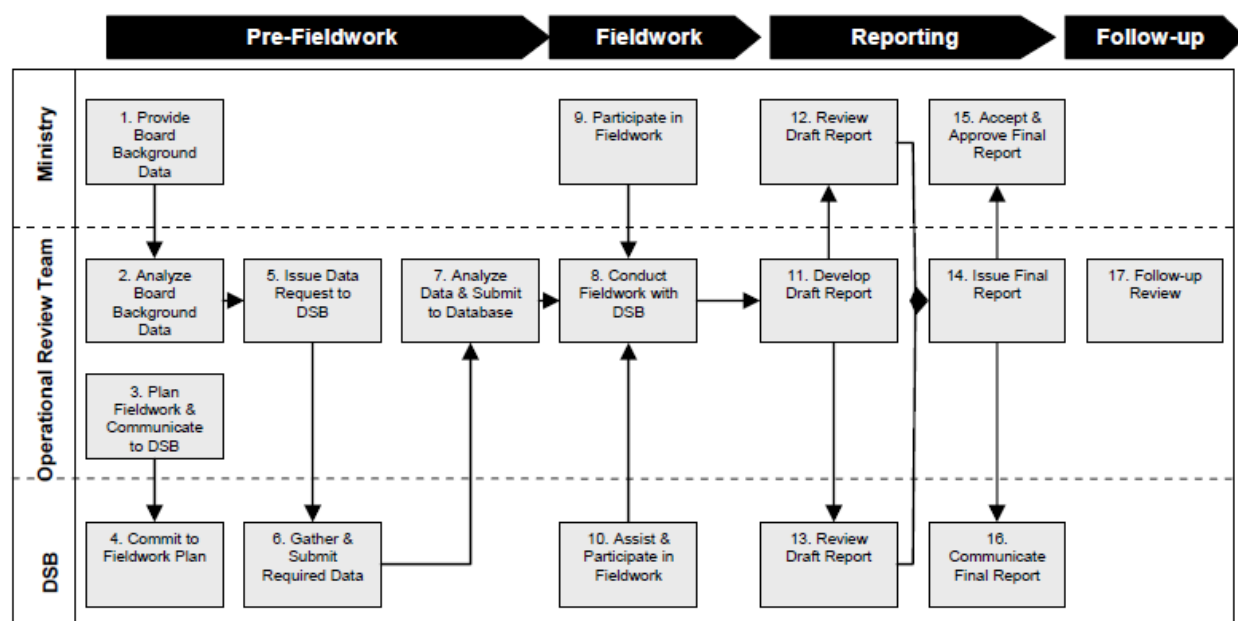 Pre-Fieldwork
Fieldwork
Reporting
Follow-up
Ministry
1. Provide
Board
Background
Data
9. Participate in
Fieldwork
12. Review
Draft Report
15. Accept &
Approve Final
Report
Operational Review Team
2. Analyze
Board
Background
Data
5. Issue Data
Request to
DSB
7. Analyze
Data & Submit
to Database
8. Conduct
Fieldwork with
DSB
11. Develop
Draft Report
14. Issue Final
Report
17. Follow-up
Review
3. Plan
Fieldwork &
Communicate
to DSB
DSB
4. Commit to
Fieldwork Plan
6. Gather &
Submit
Required Data
10. Assist &
Participate in
Fieldwork
13. Review
Draft Report
16.
Communicate
Final Report